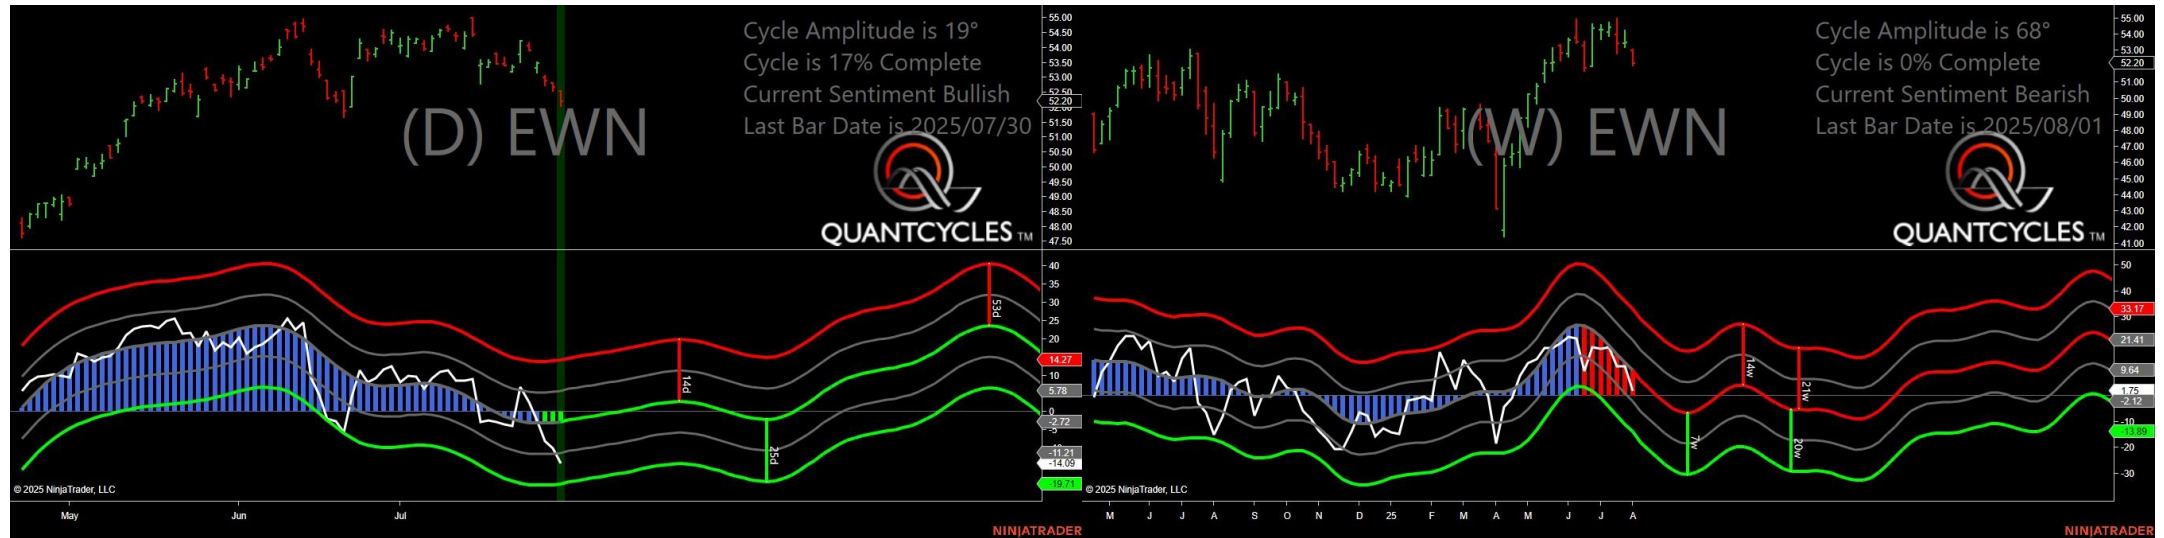 (D) EWN
Cycle Amplitude is 19°
Cycle is 17% Complete
Current Sentiment Bullish
Last Bar Date is 2025/07/30
QUANTCYCLES TM
55.00
54.50
54.00
53.50
53.00
52.50
52.20
52.00
51.50
51.00
50.50
50.00
49.50
49.00
48.50
48.00
47.50
40
35
30
25
20
14.27
10
5.78
0
-2.72
-5
-11.21
-14.09
-19.71
14d
25d
53d
© 2025 NinjaTrader, LLC
May
Jun
Jul
NINJATRADER
(W) EWN
Cycle Amplitude is 68°
Cycle is 0% Complete
Current Sentiment Bearish
Last Bar Date is 2025/08/01
QUANTCYCLES TM
55.00
54.00
53.00
52.20
51.00
50.00
49.00
48.00
47.00
46.00
45.00
44.00
43.00
42.00
41.00
50
40
33.17
30
21.41
9.64
1.75
-2.12
-10
-13.89
-20
-30
7w
14w
20w
21w
© 2025 NinjaTrader, LLC
M
J
J
A
S
O
N
D
25
F
M
A
M
J
J
A
NINJATRADER